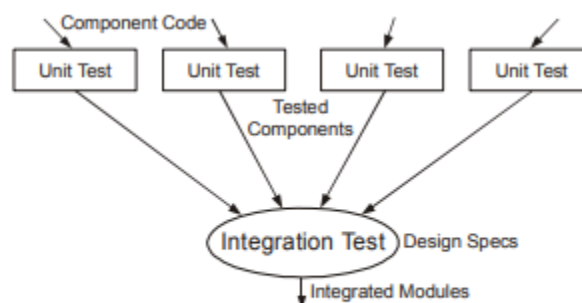 Component Code
Unit Test
Unit Test
Unit Test
Unit Test
Tested
Components
Integration Test
Design Specs
Integrated Modules